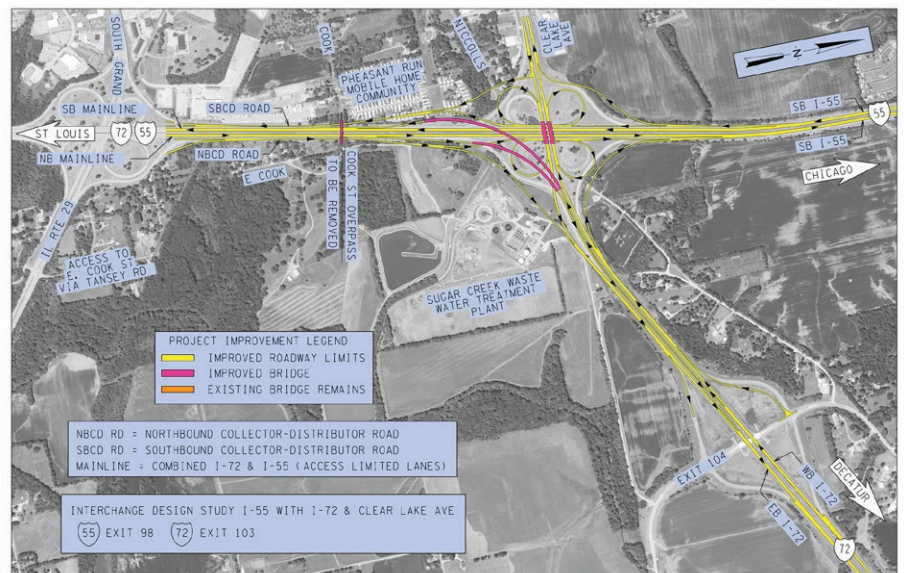 SOUTH GRAND
COOK
NICCOLLS
CLEAR
LAKE
AVE
N
PHEASANT RUN
MOBILE HOME
COMMUNITY
SB MAINLINE
SBCD ROAD
SB I-55
55
ST LOUIS
72
55
NB MAINLINE
NBCD ROAD
SB I-55
CHICAGO
E COOK
COOK ST OVERPASS
TO BE REMOVED
IL RTE 29
ACCESS TO
E. COOK ST.
VIA TANSEY RD
SUGAR CREEK WASTE
WATER TREATMENT
PLANT
PROJECT IMPROVEMENT LEGEND
IMPROVED ROADWAY LIMITS
IMPROVED BRIDGE
EXISTING BRIDGE REMAINS
NBCD RD = NORTHBOUND COLLECTOR-DISTRIBUTOR ROAD
SBCD RD = SOUTHBOUND COLLECTOR-DISTRIBUTOR ROAD
MAINLINE = COMBINED I-72 & I-55 (ACCESS LIMITED LANES)
EXIT 104
WB I-72
EB I-72
DECATUR
72
INTERCHANGE DESIGN STUDY I-55 WITH I-72 & CLEAR LAKE AVE
55 EXIT 98 72 EXIT 103